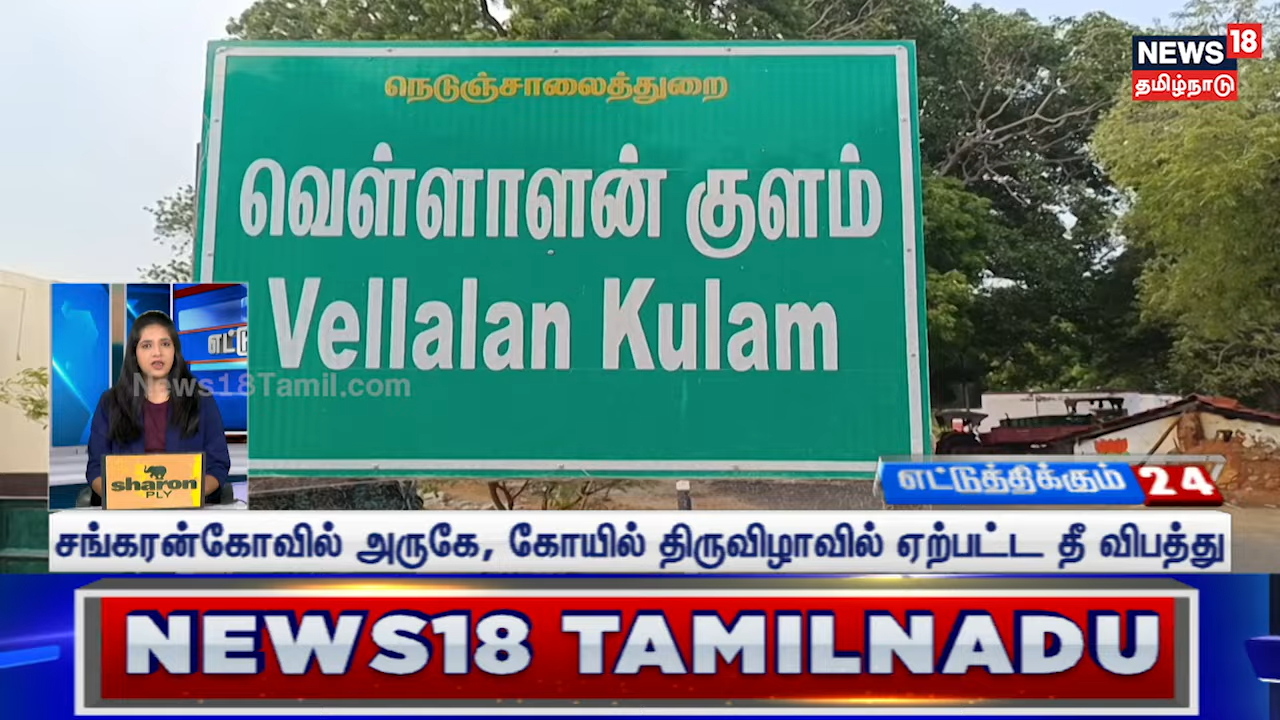 NEWS 18
தமிழ்நாடு
நெடுஞ்சாலைத்துறை
வெள்ளாளன் குளம்
Vellalan Kulam
எட்டு
News18Tamil.com
sharon
PLY
எட்டுத்திக்கும் 24
சங்கரன்கோவில் அருகே, கோயில் திருவிழாவில் ஏற்பட்ட தீ விபத்து
NEWS18 TAMILNADU